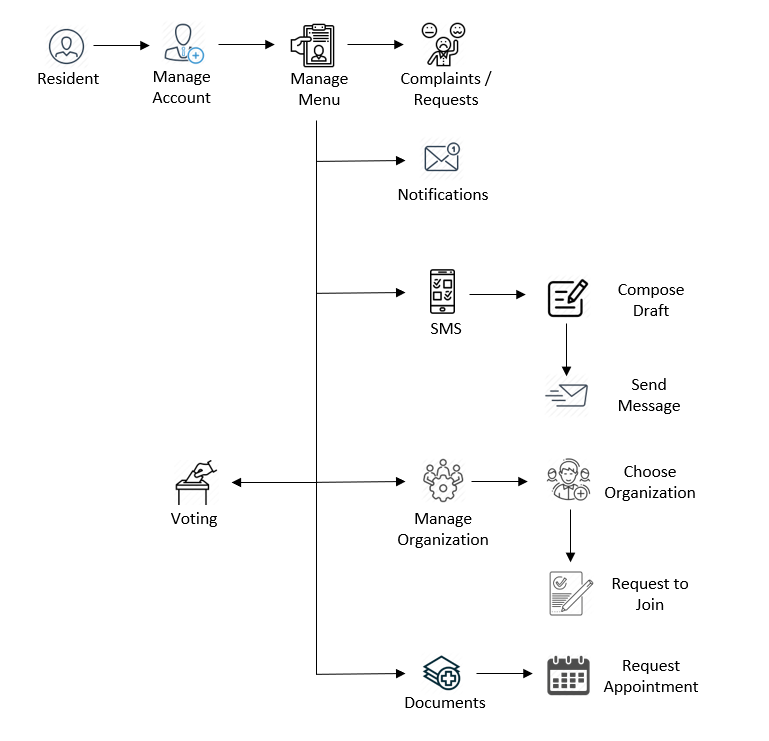 Resident
Manage
Account
Manage
Menu
Complaints /
Requests
1
Notifications
SMS
Compose
Draft
Send
Message
Voting
Manage
Organization
Choose
Organization
Request to
Join
Documents
Request
Appointment